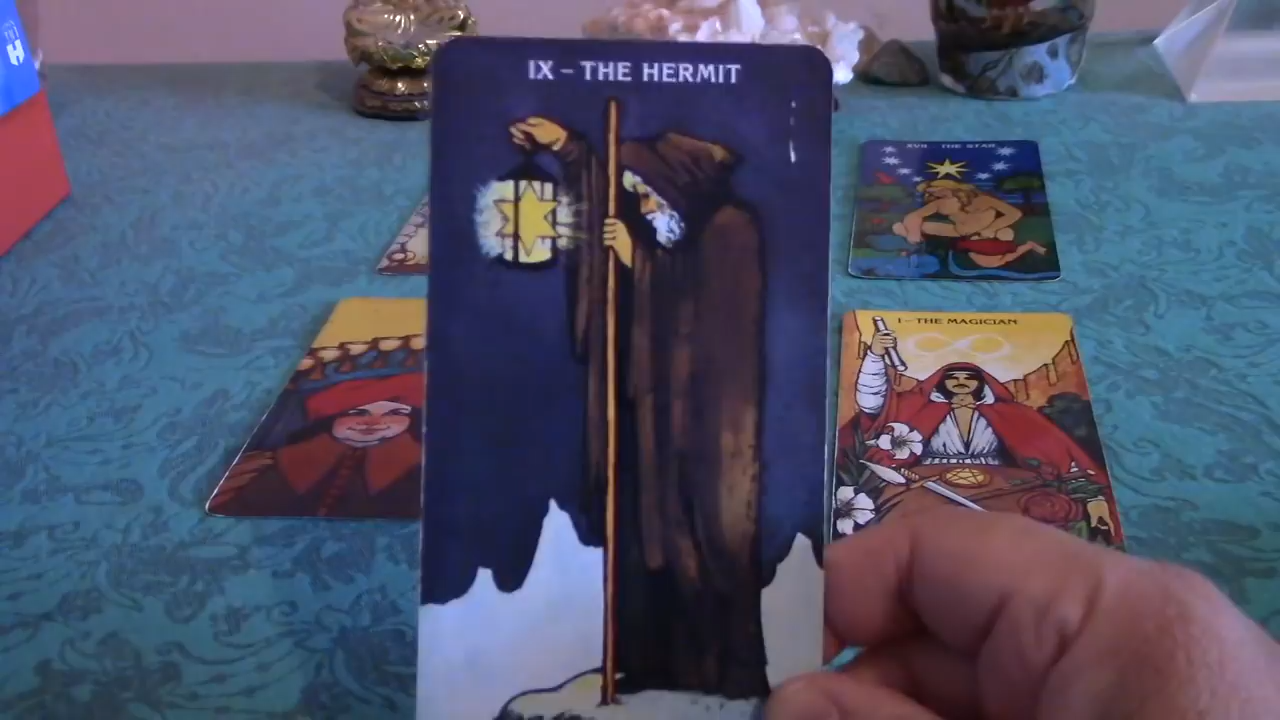 IX – THE HERMIT
XVII THE STAR
I – THE MAGICIAN